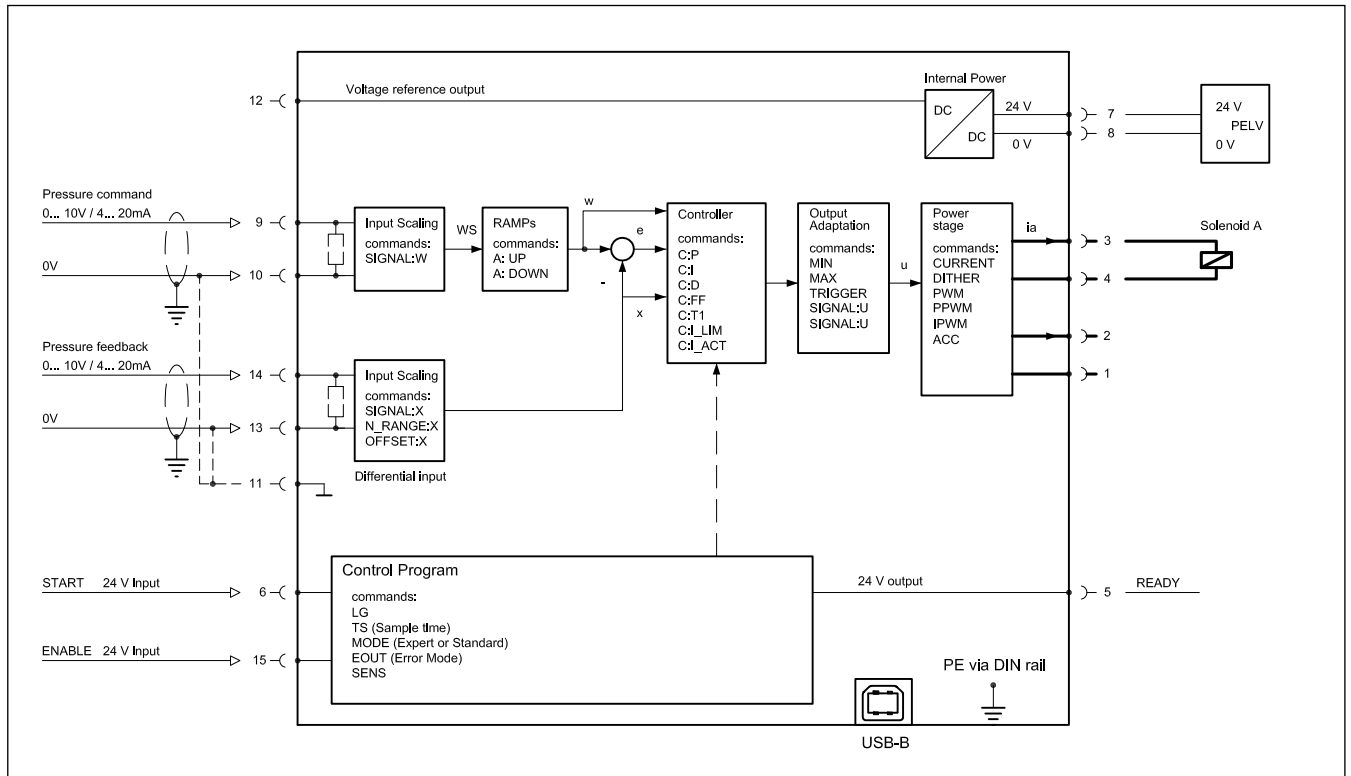 Internal Power
12
Voltage reference output
DC
DC
24 V
0 V
7
8
24 V
PELV
0 V
Pressure command
0... 10V / 4... 20mA
9
0V
10
Input Scaling
commands:
SIGNAL:W
WS
RAMPs
commands:
A: UP
A: DOWN
w
e
-
x
Controller
commands:
C:P
C:I
C:D
C:FF
C:T1
C:I_LIM
C:I_ACT
Output
Adaptation
commands:
MIN
MAX
TRIGGER
SIGNAL:U
SIGNAL:U
u
Power
stage
commands:
CURRENT
DITHER
PWM
PPWM
IPWM
ACC
ia
3
4
2
1
Solenoid A
Pressure feedback
0... 10V / 4... 20mA
14
0V
13
11
Input Scaling
commands:
SIGNAL:X
N_RANGE:X
OFFSET:X
Differential input
START 24 V Input
6
ENABLE 24 V Input
15
Control Program
commands:
LG
TS (Sample time)
MODE (Expert or Standard)
EOUT (Error Mode)
SENS
24 V output
5
READY
PE via DIN rail
USB-B